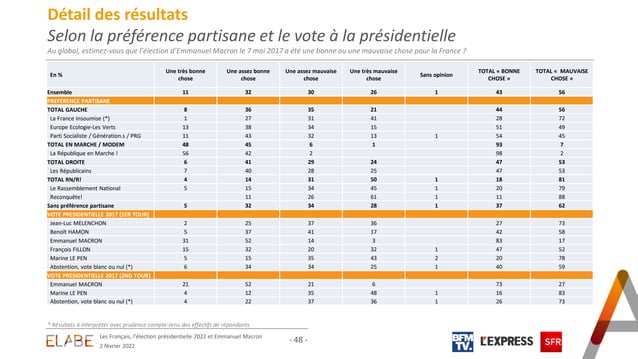 Détail des résultats
Selon la préférence partisane et le vote à la présidentielle
Au global, estimez-vous que l'élection d'Emmanuel Macron le 7 mai 2017 a été une bonne ou une mauvaise chose pour la France ?
En % Une très bonne chose Une assez bonne chose Une assez mauvaise chose Une très mauvaise chose Sans opinion TOTAL « BONNE CHOSE » TOTAL « MAUVAISE CHOSE »
Ensemble 11 32 30 26 1 43 56
PREFERENCE PARTISANE
TOTAL GAUCHE 8 36 35 21 44 56
La France Insoumise (*) 1 27 31 41 28 72
Europe Ecologie-Les Verts 13 38 34 15 51 49
Parti Socialiste / Génération.s / PRG 11 43 32 13 1 54 45
TOTAL EN MARCHE / MODEM 48 45 6 1 93 7
La République en Marche ! 56 42 2 98 2
TOTAL DROITE 6 41 29 24 47 53
Les Républicains 7 40 28 25 47 53
TOTAL RN/R! 4 14 31 50 1 18 81
Le Rassemblement National 5 15 34 45 1 20 79
Reconquête! 11 26 61 1 11 88
Sans préférence partisane 5 32 34 28 1 37 62
VOTE PRESIDENTIELLE 2017 (1ER TOUR)
Jean-Luc MELENCHON 2 25 37 36 27 73
Benoît HAMON 5 37 41 17 42 58
Emmanuel MACRON 31 52 14 3 83 17
François FILLON 15 32 20 32 1 47 52
Marine LE PEN 5 15 35 43 2 20 78
Abstention, vote blanc ou nul (*) 6 34 34 25 1 40 59
VOTE PRESIDENTIELLE 2017 (2ND TOUR)
Emmanuel MACRON 21 52 21 6 73 27
Marine LE PEN 4 12 35 48 1 16 83
Abstention, vote blanc ou nul (*) 4 22 37 36 1 26 73
* Résultats à interpréter avec prudence compte-tenu des effectifs de répondants
ELABE
Les Français, l'élection présidentielle 2022 et Emmanuel Macron
2 février 2022
- 48 -
BFM TV.
L'EXPRESS
SFR